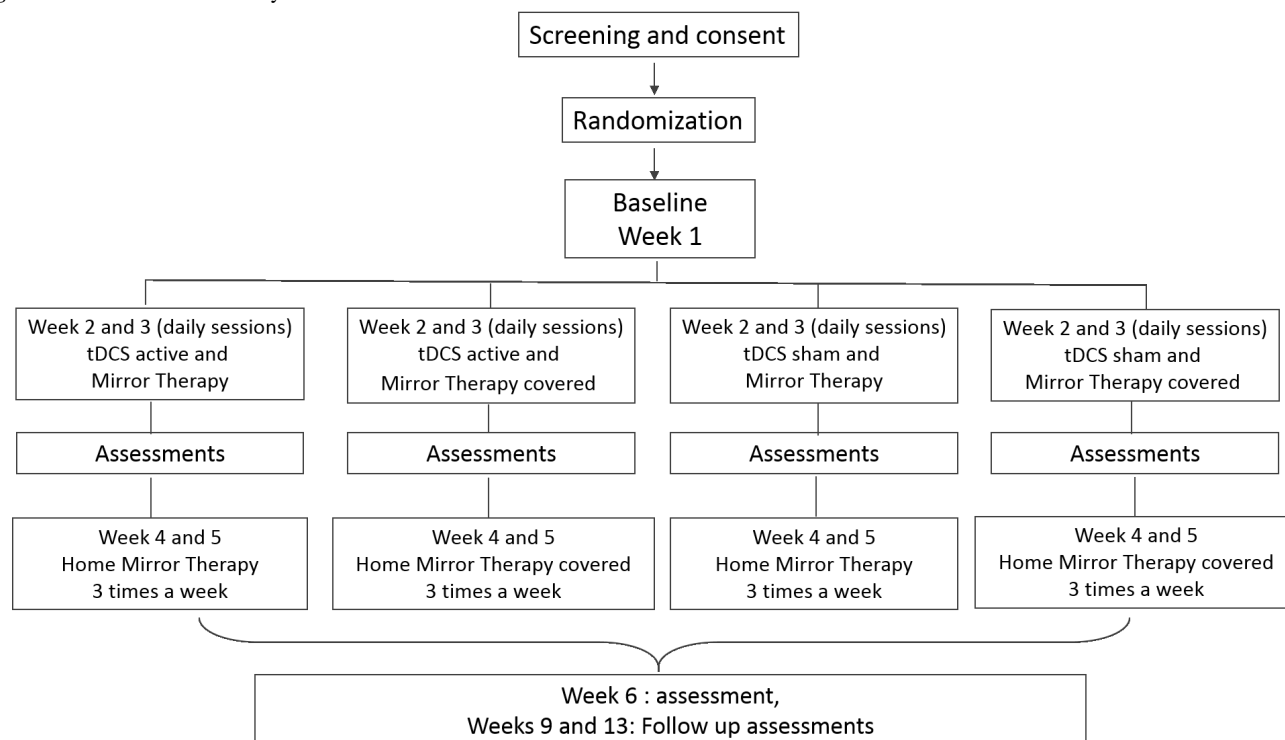 Screening and consent
Randomization
Baseline
Week 1
Week 2 and 3 (daily sessions)
tDCS active and
Mirror Therapy
Week 2 and 3 (daily sessions)
tDCS active and
Mirror Therapy covered
Week 2 and 3 (daily sessions)
tDCS sham and
Mirror Therapy
Week 2 and 3 (daily sessions)
tDCS sham and
Mirror Therapy covered
Assessments
Assessments
Assessments
Assessments
Week 4 and 5
Home Mirror Therapy
3 times a week
Week 4 and 5
Home Mirror Therapy covered
3 times a week
Week 4 and 5
Home Mirror Therapy
3 times a week
Week 4 and 5
Home Mirror Therapy covered
3 times a week
Week 6 : assessment,
Weeks 9 and 13: Follow up assessments